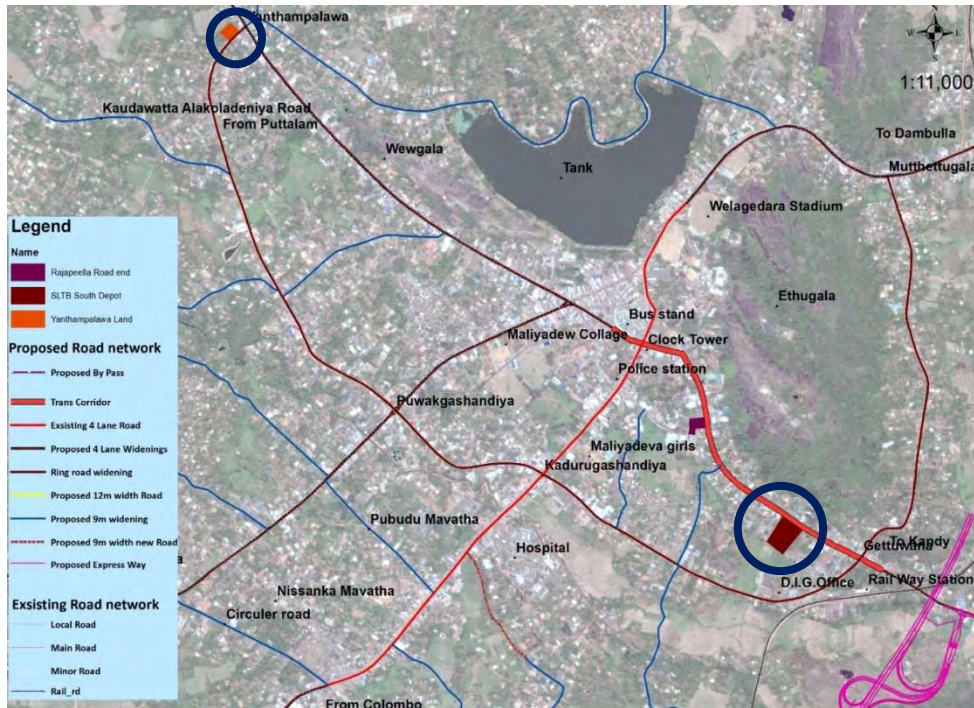 Yanthampalawa
N
W
E
S
1:11,000
Kaudawatta Alakoladeniya Road
From Puttalam
To Dambulla
Wewgala
Mutthettugala
Tank
Welagedara Stadium
Legend
Name
Rajapeella Road end
SLTB South Depot
Yanthampalawa Land
Ethugala
Bus stand
Maliyadew Collage
Clock Tower
Police station
Proposed Road network
Proposed By Pass
Trans Corridor
Exsisting 4 Lane Road
Proposed 4 Lane Widenings
Ring road widening
Proposed 12m width Road
Proposed 9m widening
Proposed 9m width new Road
Proposed Express Way
Puwakgashandiya
Maliyadeva girls
Kadurugashandiya
Pubudu Mavatha
Hospital
To Kandy
Gettuwana
D.I.G.Office
Rail Way Station
Nissanka Mavatha
Circuler road
Exsisting Road network
Local Road
Main Road
Minor Road
Rail_rd
From Colombo